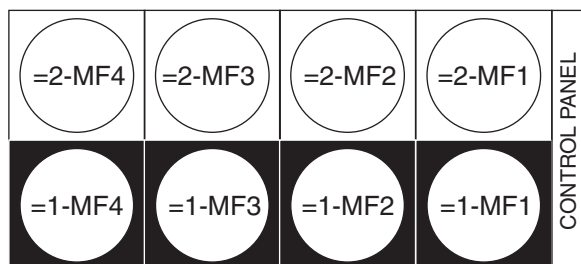 =2-MF4 =2-MF3 =2-MF2 =2-MF1
=1-MF4 =1-MF3 =1-MF2 =1-MF1
CONTROL PANEL